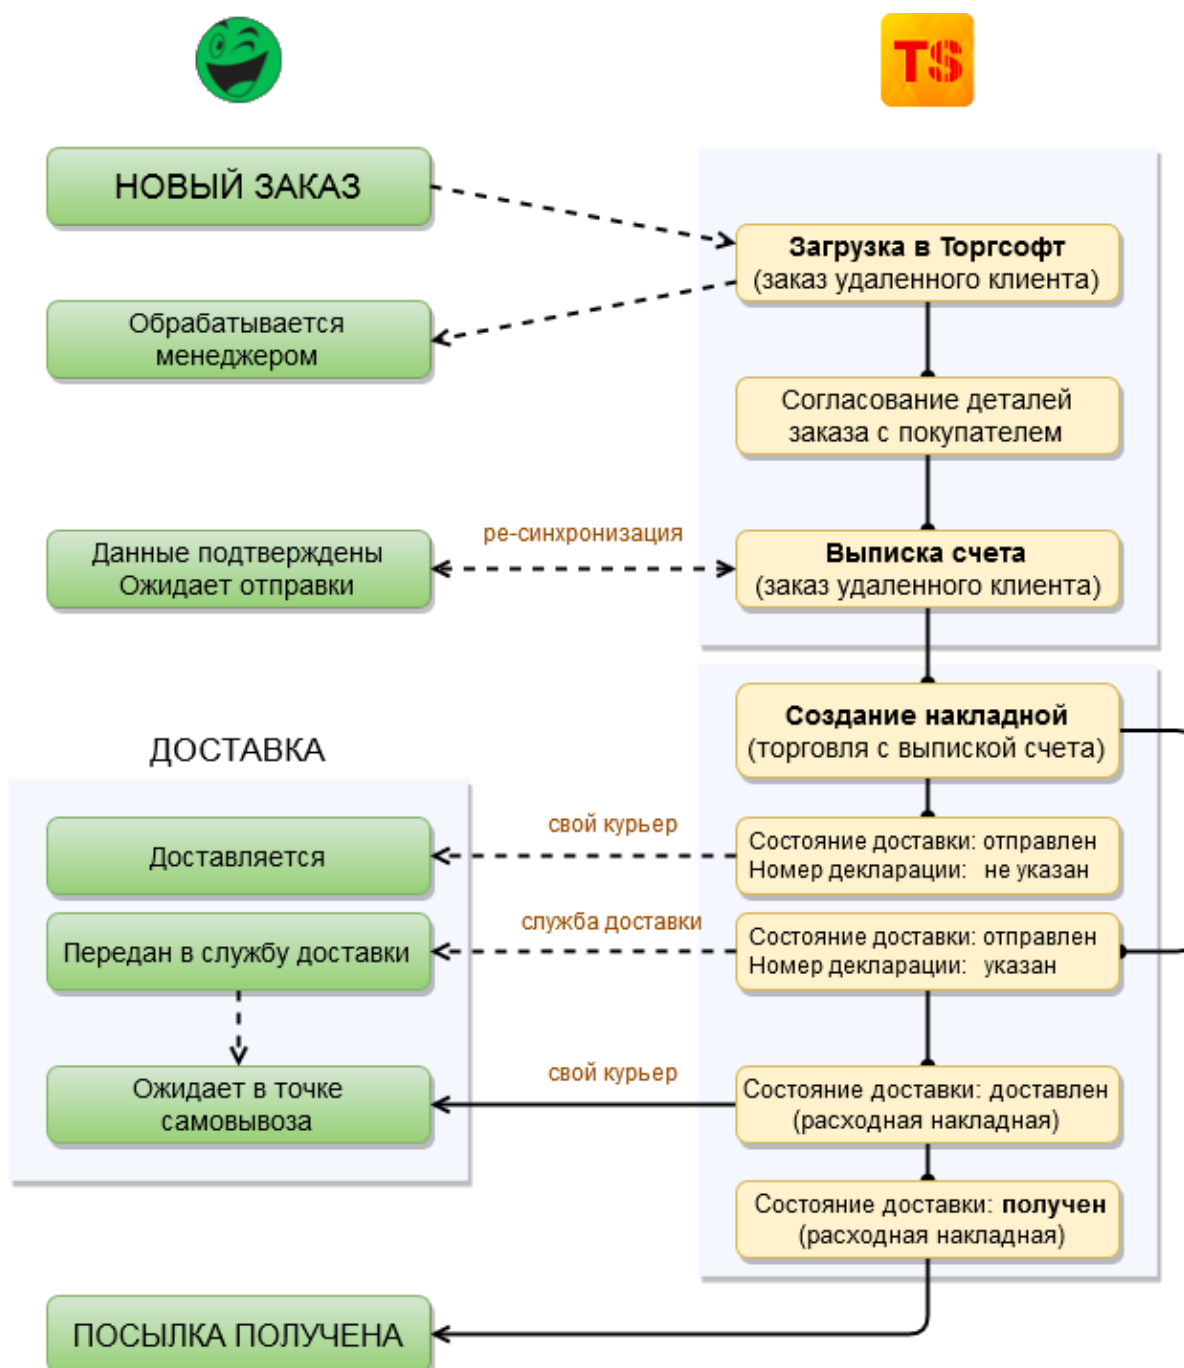 TS
НОВЫЙ ЗАКАЗ
Загрузка в Торгсофт
(заказ удаленного клиента)
Обрабатывается
менеджером
Согласование деталей
заказа с покупателем
ре-синхронизация
Данные подтверждены
Ожидает отправки
Выписка счета
(заказ удаленного клиента)
Создание накладной
(торговля с выпиской счета)
ДОСТАВКА
свой курьер
Доставляется
Состояние доставки: отправлен
Номер декларации: не указан
служба доставки
Передан в службу доставки
Состояние доставки: отправлен
Номер декларации: указан
свой курьер
Ожидает в точке
самовывоза
Состояние доставки: доставлен
(расходная накладная)
Состояние доставки: получен
(расходная накладная)
ПОСЫЛКА ПОЛУЧЕНА